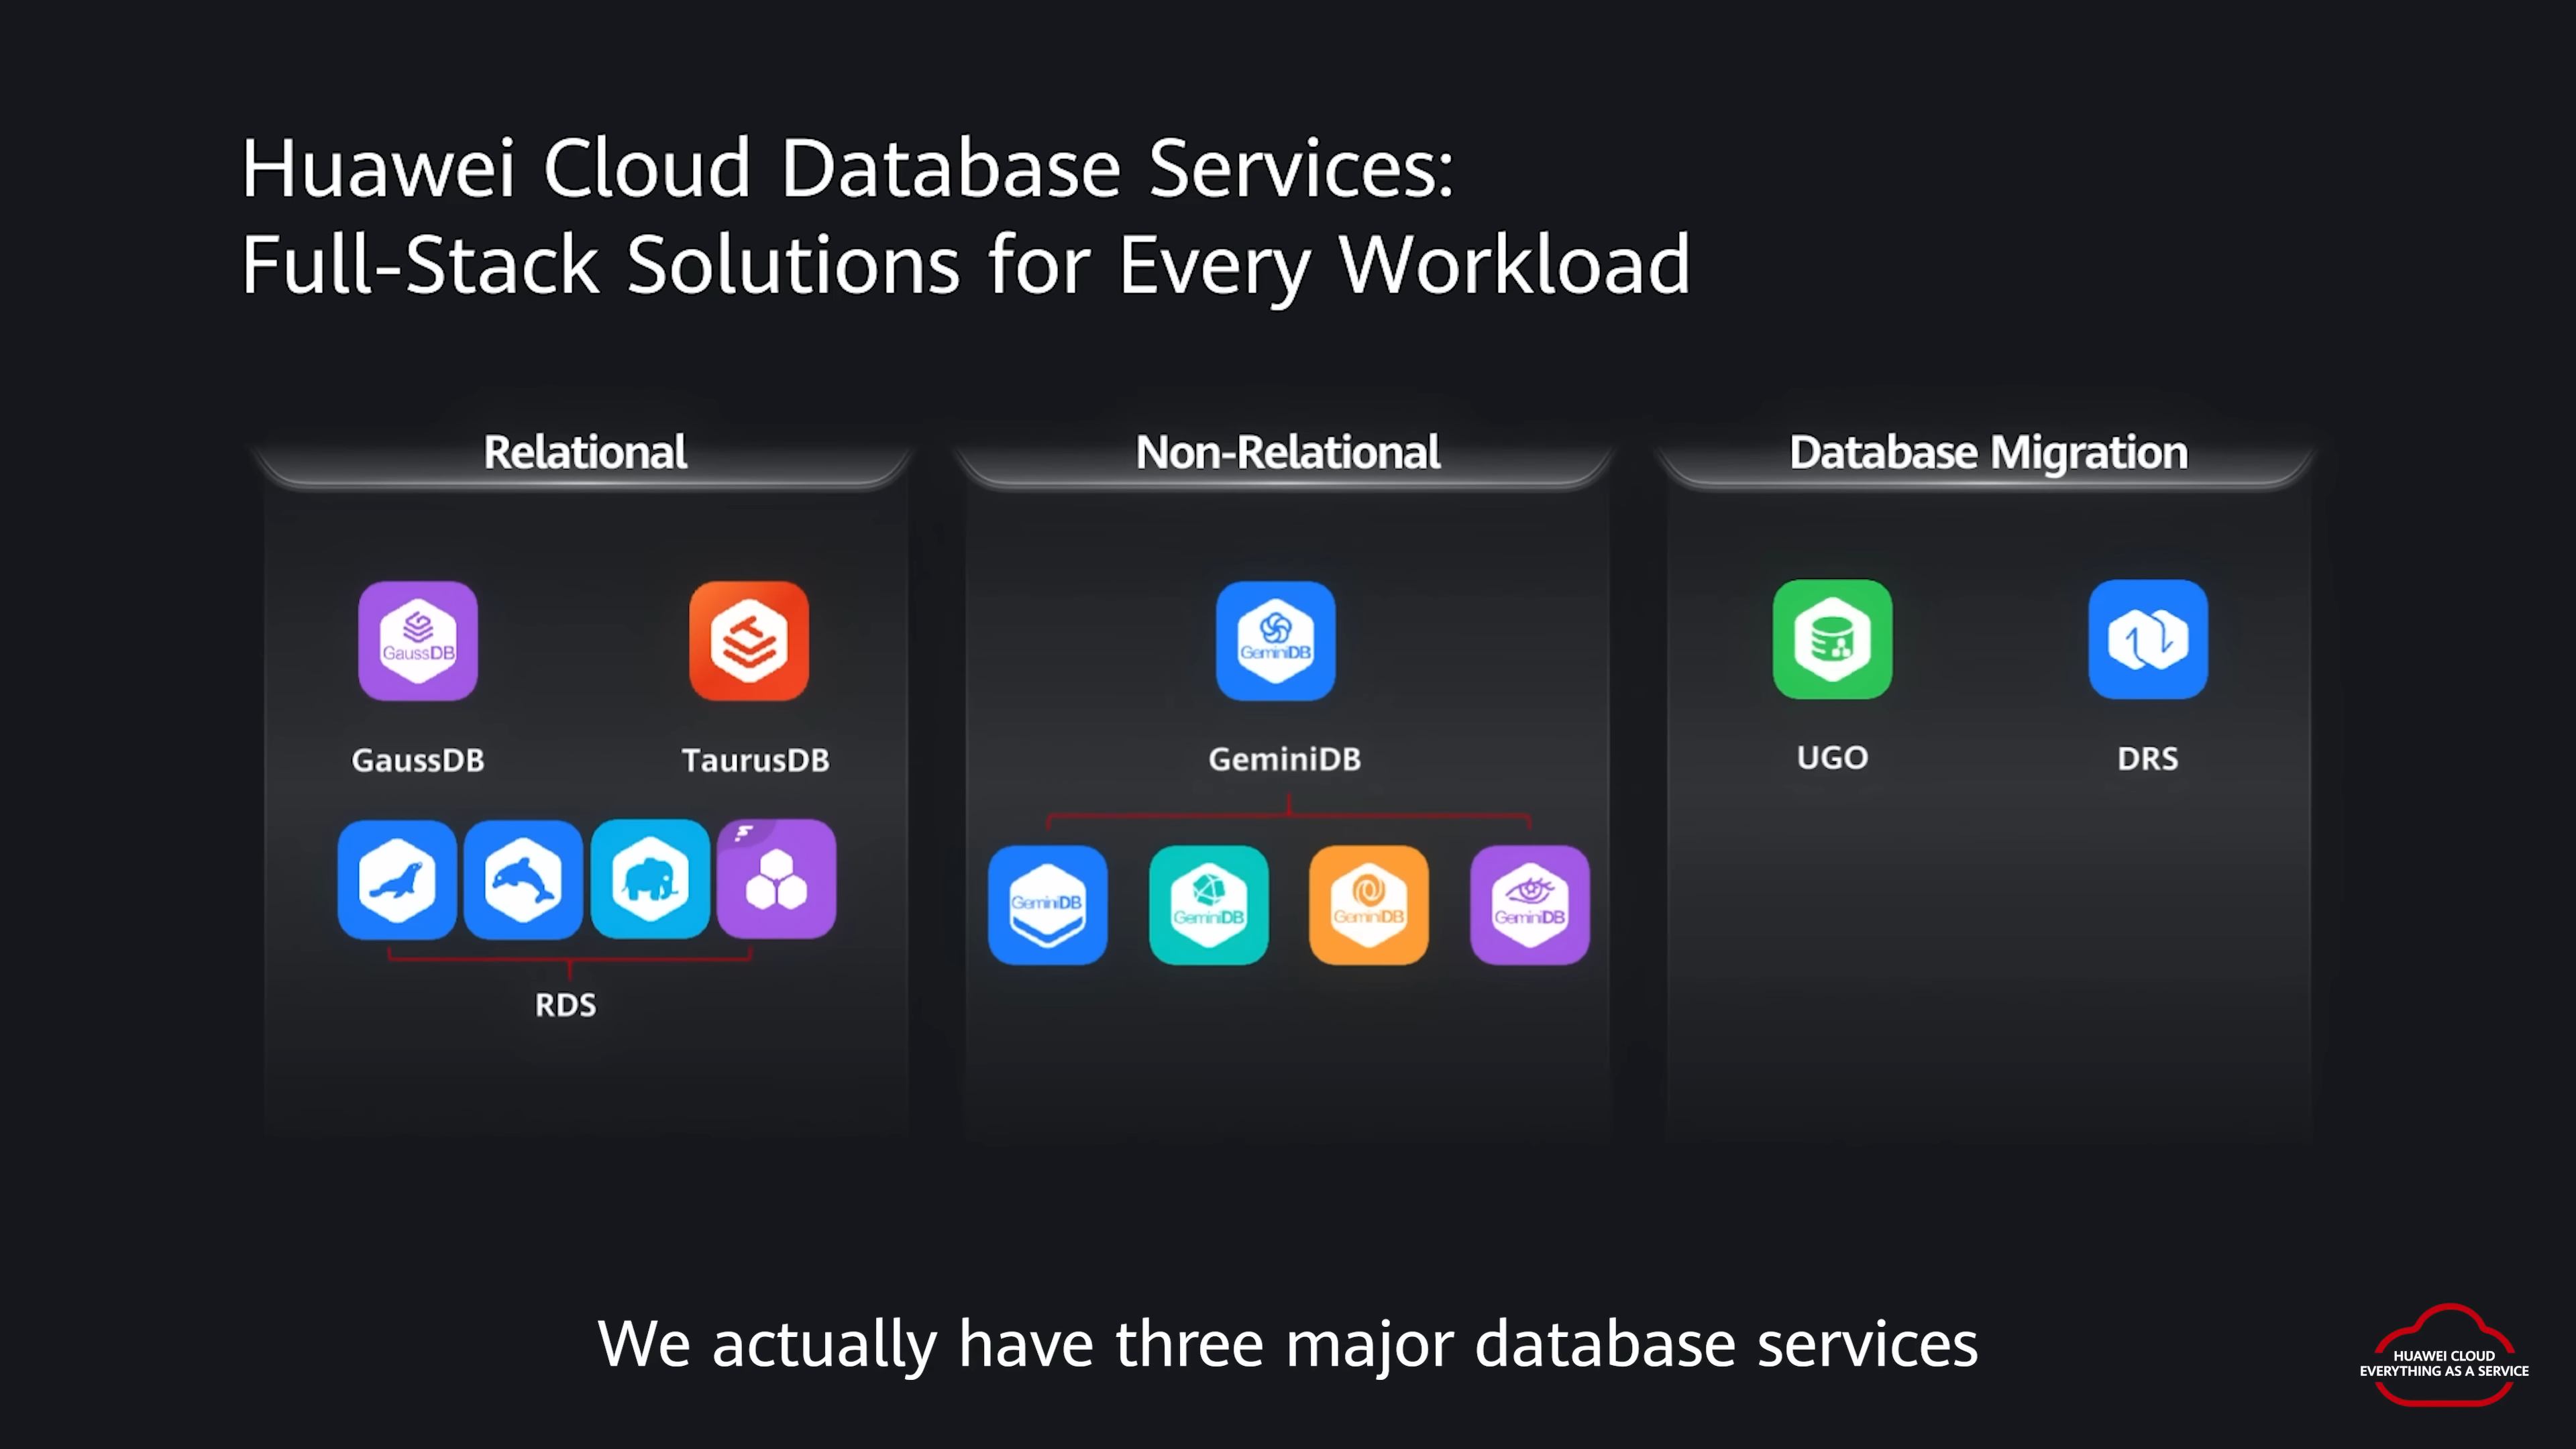 Huawei Cloud Database Services:
Full-Stack Solutions for Every Workload
Relational
Non-Relational
Database Migration
GaussDB
GeminiDB
GaussDB
TaurusDB
GeminiDB
UGO
DRS
GeminiDB
GeminiDB
GeminiDB
GeminiDB
RDS
We actually have three major database services
HUAWEI CLOUD
EVERYTHING AS A SERVICE